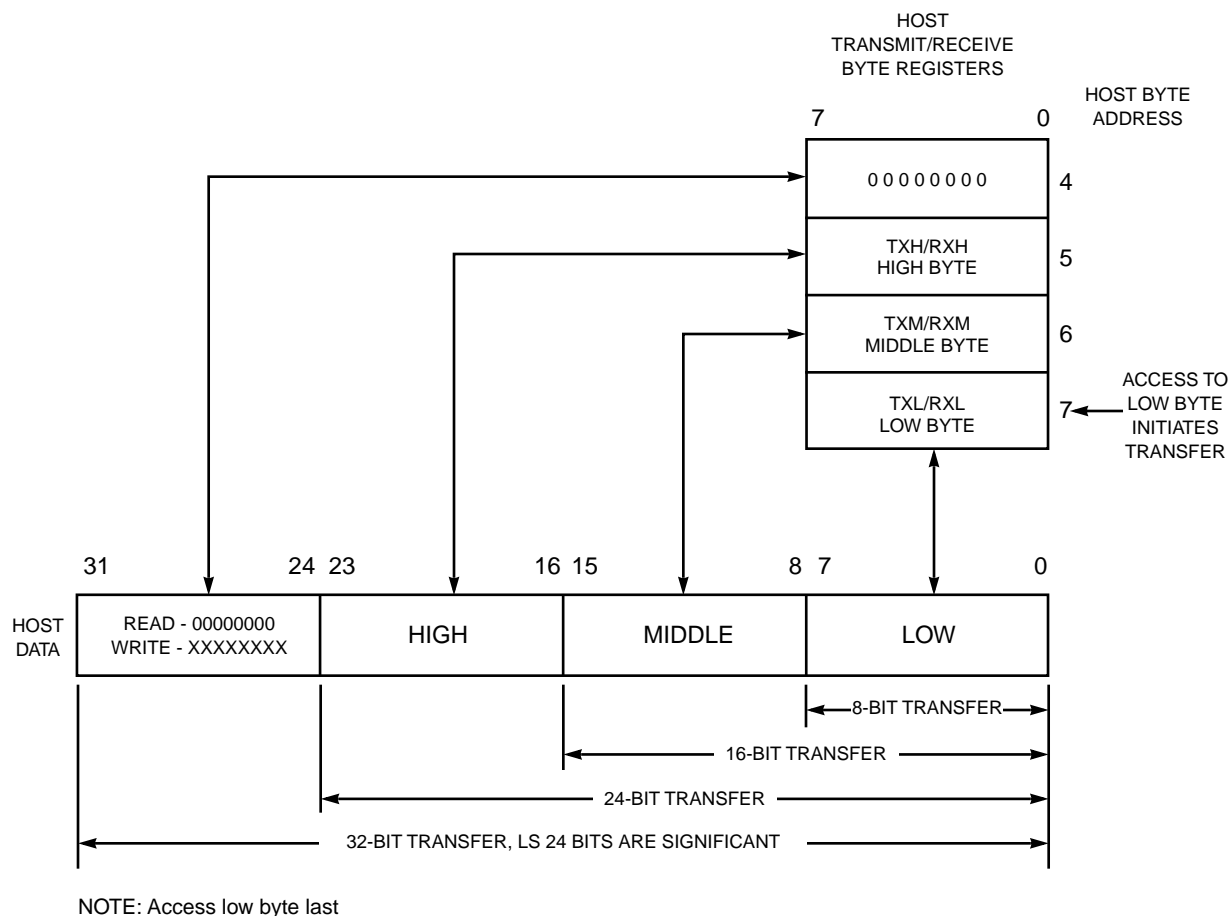 HOST
TRANSMIT/RECEIVE
BYTE REGISTERS
HOST BYTE
ADDRESS
7 0
0 0 0 0 0 0 0 0
4
TXH/RXH
HIGH BYTE
5
TXM/RXM
MIDDLE BYTE
6
TXL/RXL
LOW BYTE
7
ACCESS TO
LOW BYTE
INITIATES
TRANSFER
31 24 23 16 15 8 7 0
HOST
DATA
READ - 00000000
WRITE - XXXXXXXX
HIGH
MIDDLE
LOW
8-BIT TRANSFER
16-BIT TRANSFER
24-BIT TRANSFER
32-BIT TRANSFER, LS 24 BITS ARE SIGNIFICANT
NOTE: Access low byte last